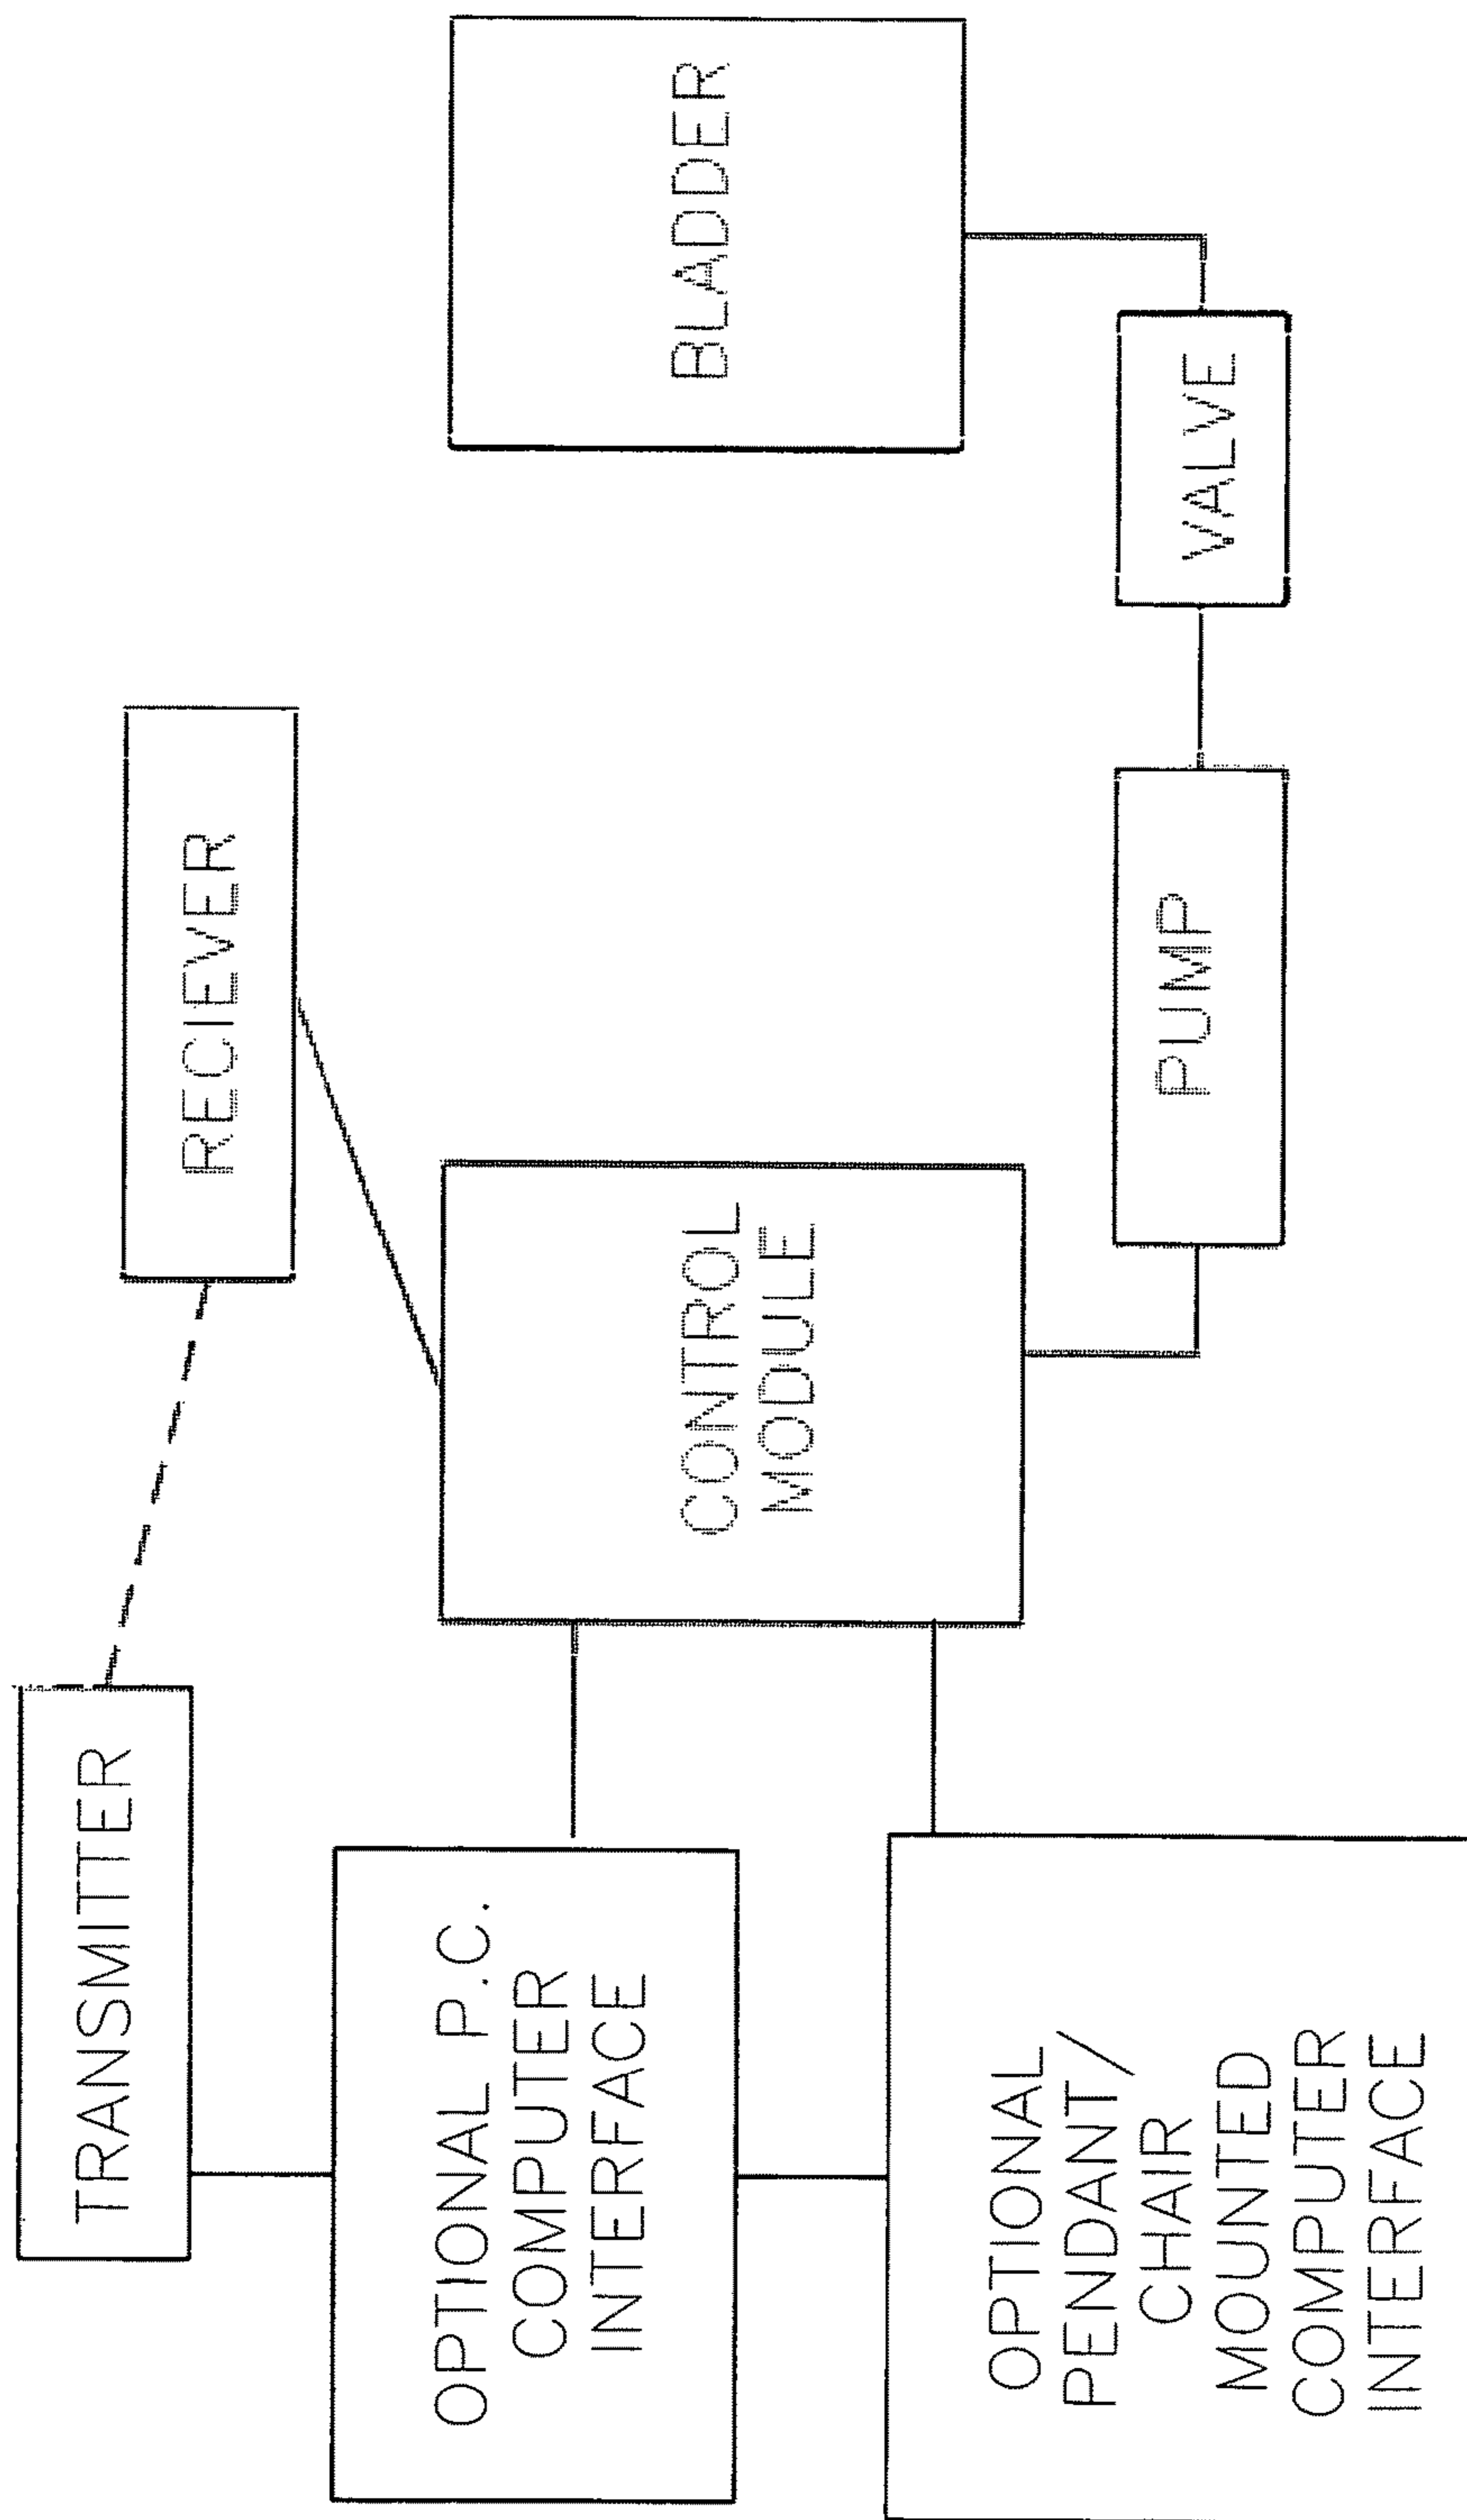 TRANSMITTER
RECIEVER
OPTIONAL P.C.
COMPUTER
INTERFACE
CONTROL
MODULE
BLADDER
OPTIONAL
PENDANT/
CHAIR
MOUNTED
COMPUTER
INTERFACE
PUMP
VALVE